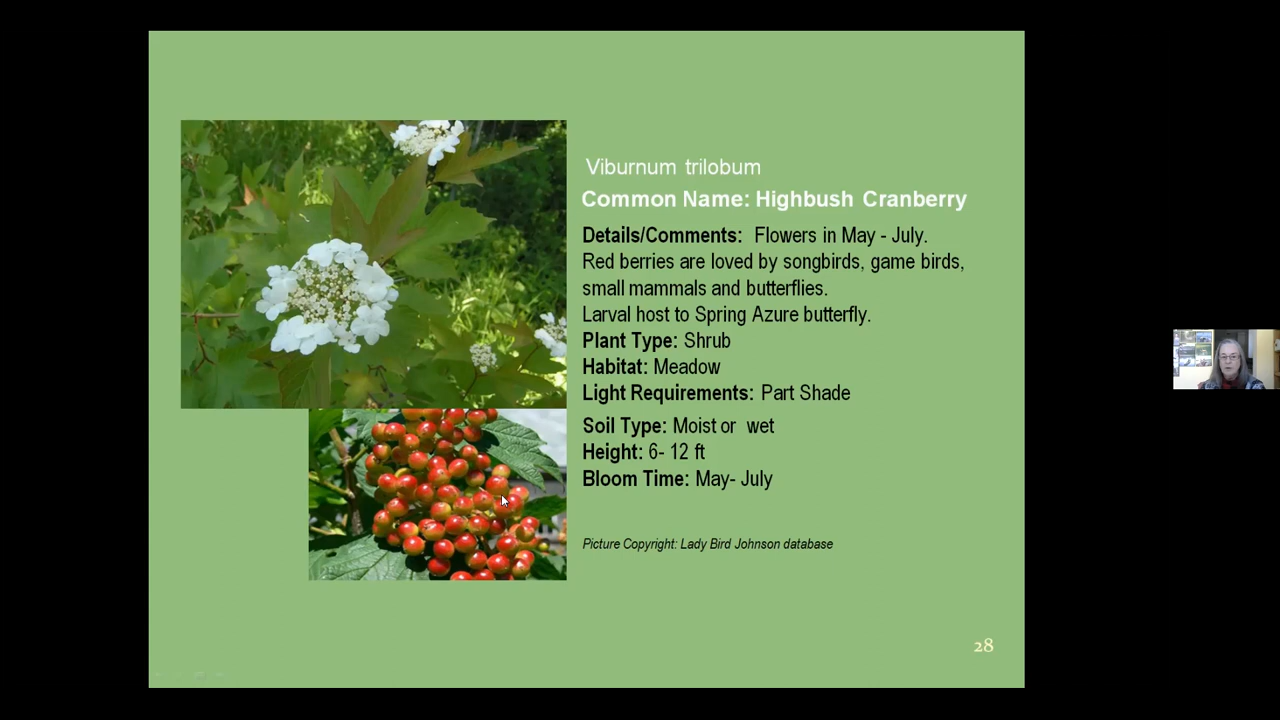 Viburnum trilobum
Common Name: Highbush Cranberry
Details/Comments: Flowers in May - July.
Red berries are loved by songbirds, game birds,
small mammals and butterflies.
Larval host to Spring Azure butterfly.
Plant Type: Shrub
Habitat: Meadow
Light Requirements: Part Shade
Soil Type: Moist or wet
Height: 6- 12 ft
Bloom Time: May- July
Picture Copyright: Lady Bird Johnson database
28